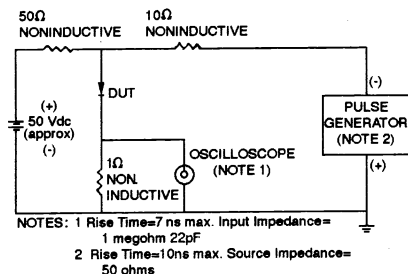 50Ω
NONINDUCTIVE
10Ω
NONINDUCTIVE
DUT
(+)
50 Vdc
(approx)
(-)
1Ω
NON.
INDUCTIVE
OSCILLOSCOPE
(NOTE 1)
(-)
PULSE
GENERATOR
(NOTE 2)
(+)
NOTES: 1 Rise Time=7 ns max. Input Impedance=
1 megohm 22pF
2 Rise Time=10ns max. Source Impedance=
50 ohms